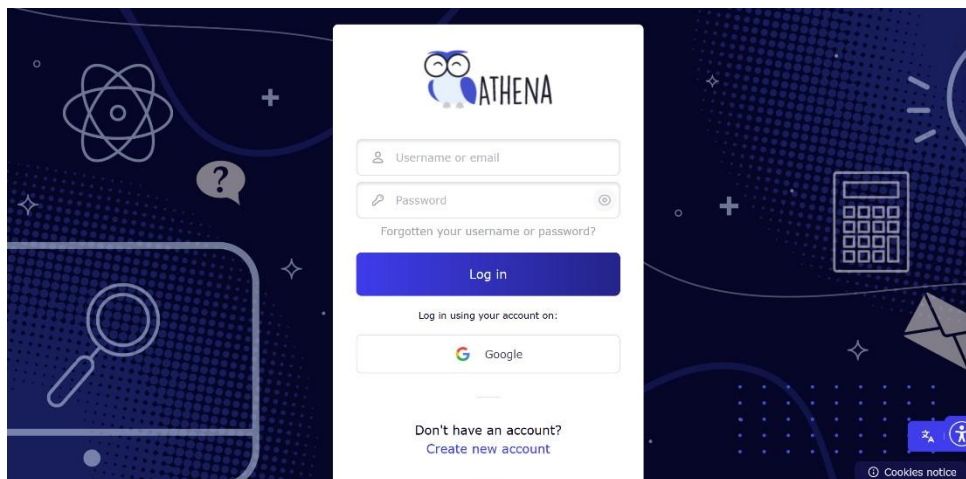 ATHENA
Username or email
Password
Forgotten your username or password?
Log in
Log in using your account on:
Google
Don't have an account?
Create new account
Cookies notice